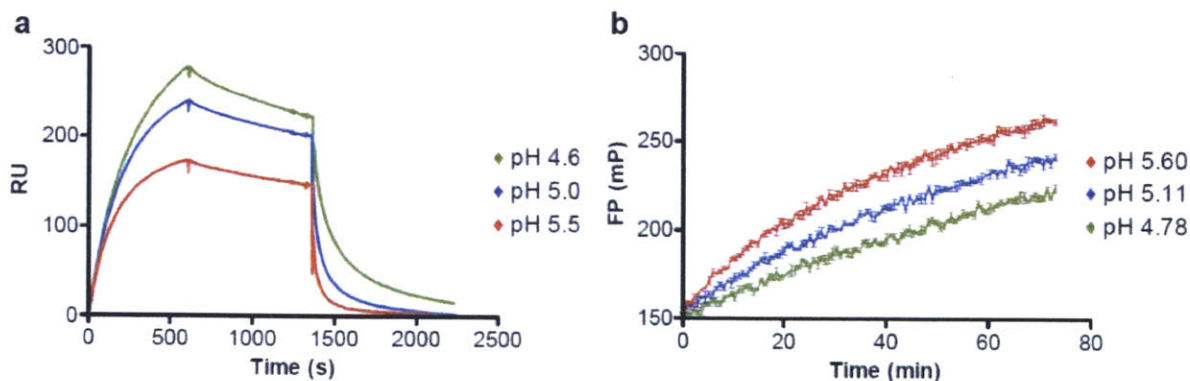 a
300
200
100
0
RU
0 500 1000 1500 2000 2500
Time (s)
pH 4.6
pH 5.0
pH 5.5
b
300
250
200
150
FP (mP)
0 20 40 60 80
Time (min)
pH 5.60
pH 5.11
pH 4.78